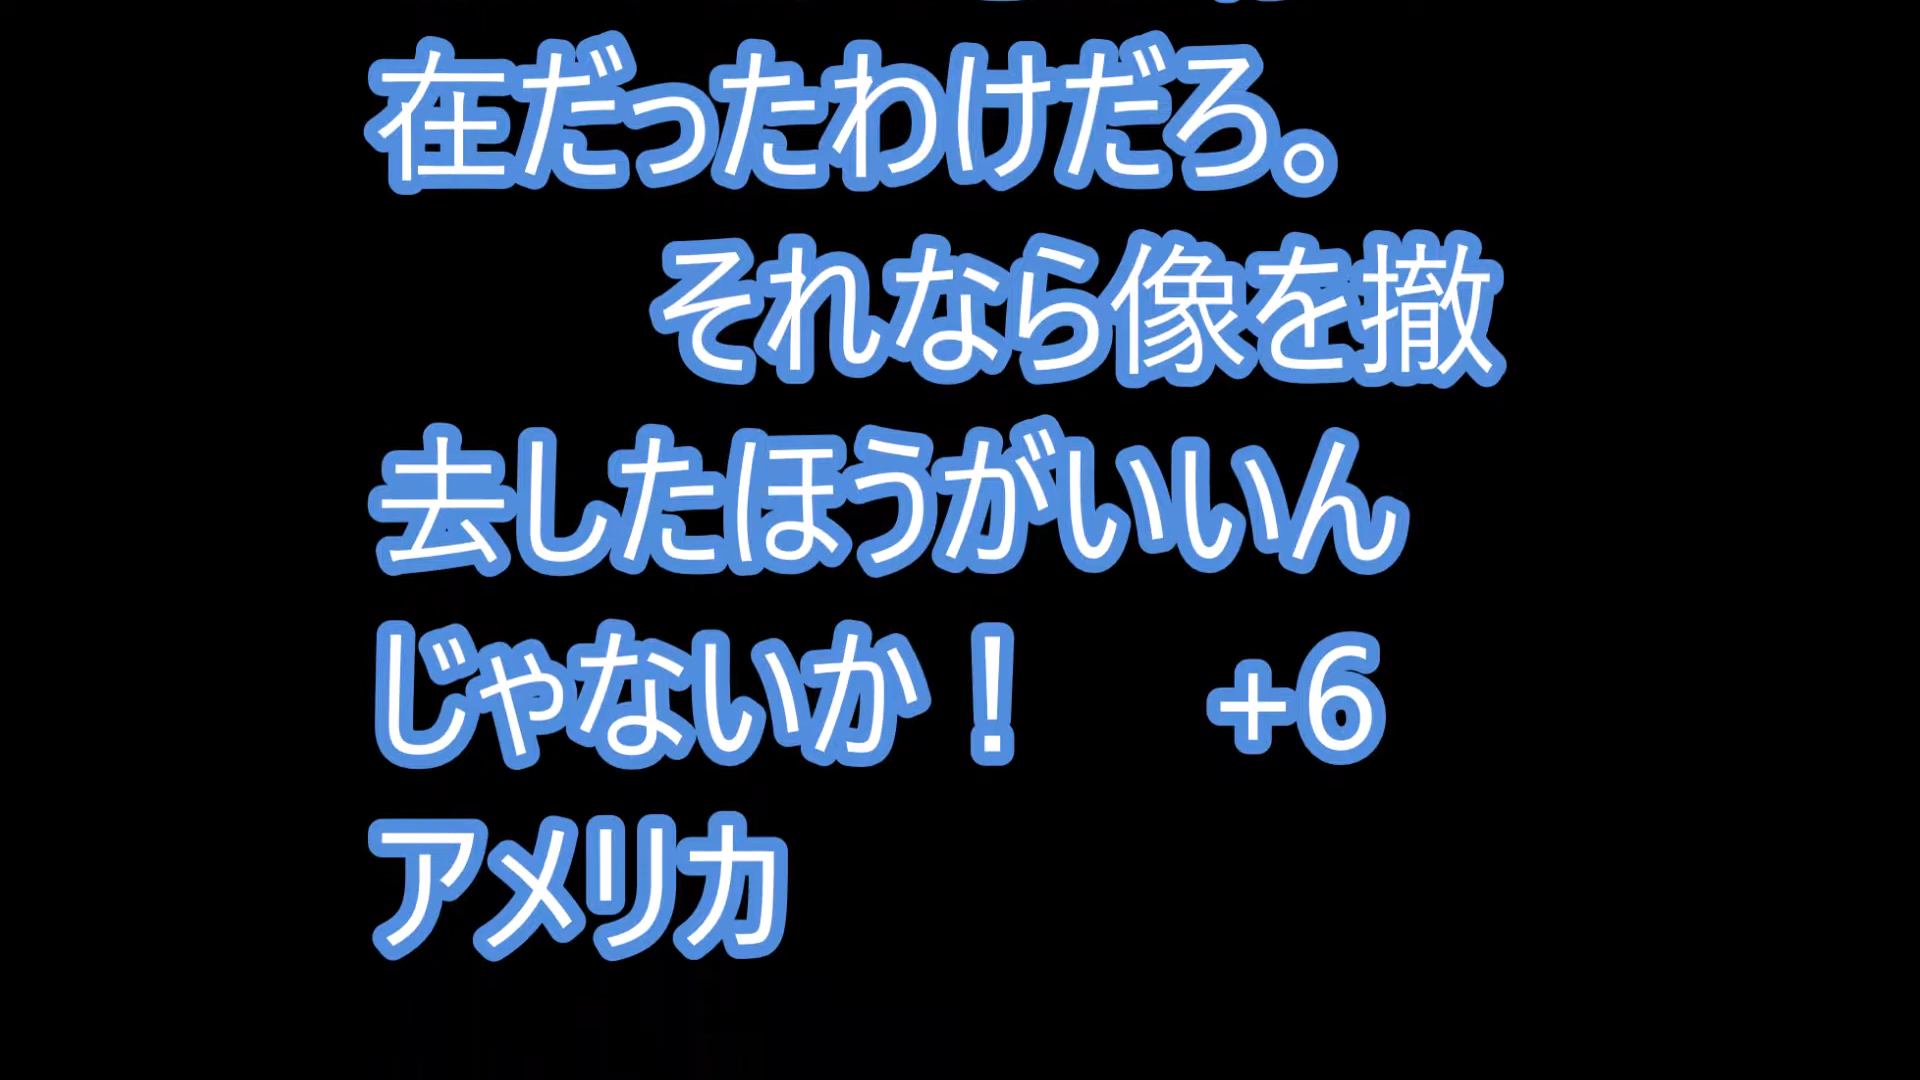 在だったわけだろ。
それなら像を撤
去したほうがいいん
じゃないか！　+6
アメリカ